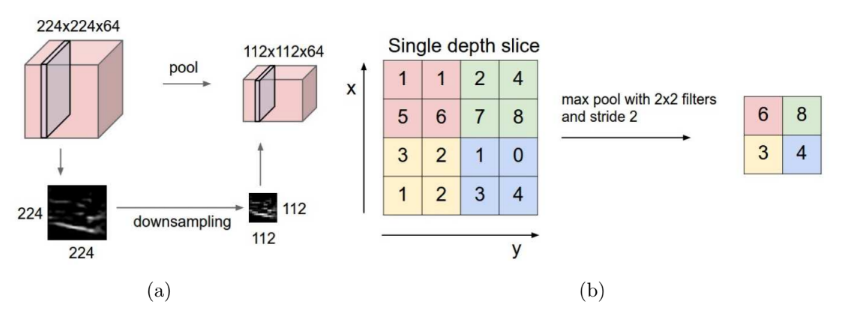 224x224x64
pool
112x112x64
224
224
downsampling
112
112
(a)
Single depth slice
x
1 1 2 4
5 6 7 8
3 2 1 0
1 2 3 4
y
max pool with 2x2 filters
and stride 2
6 8
3 4
(b)